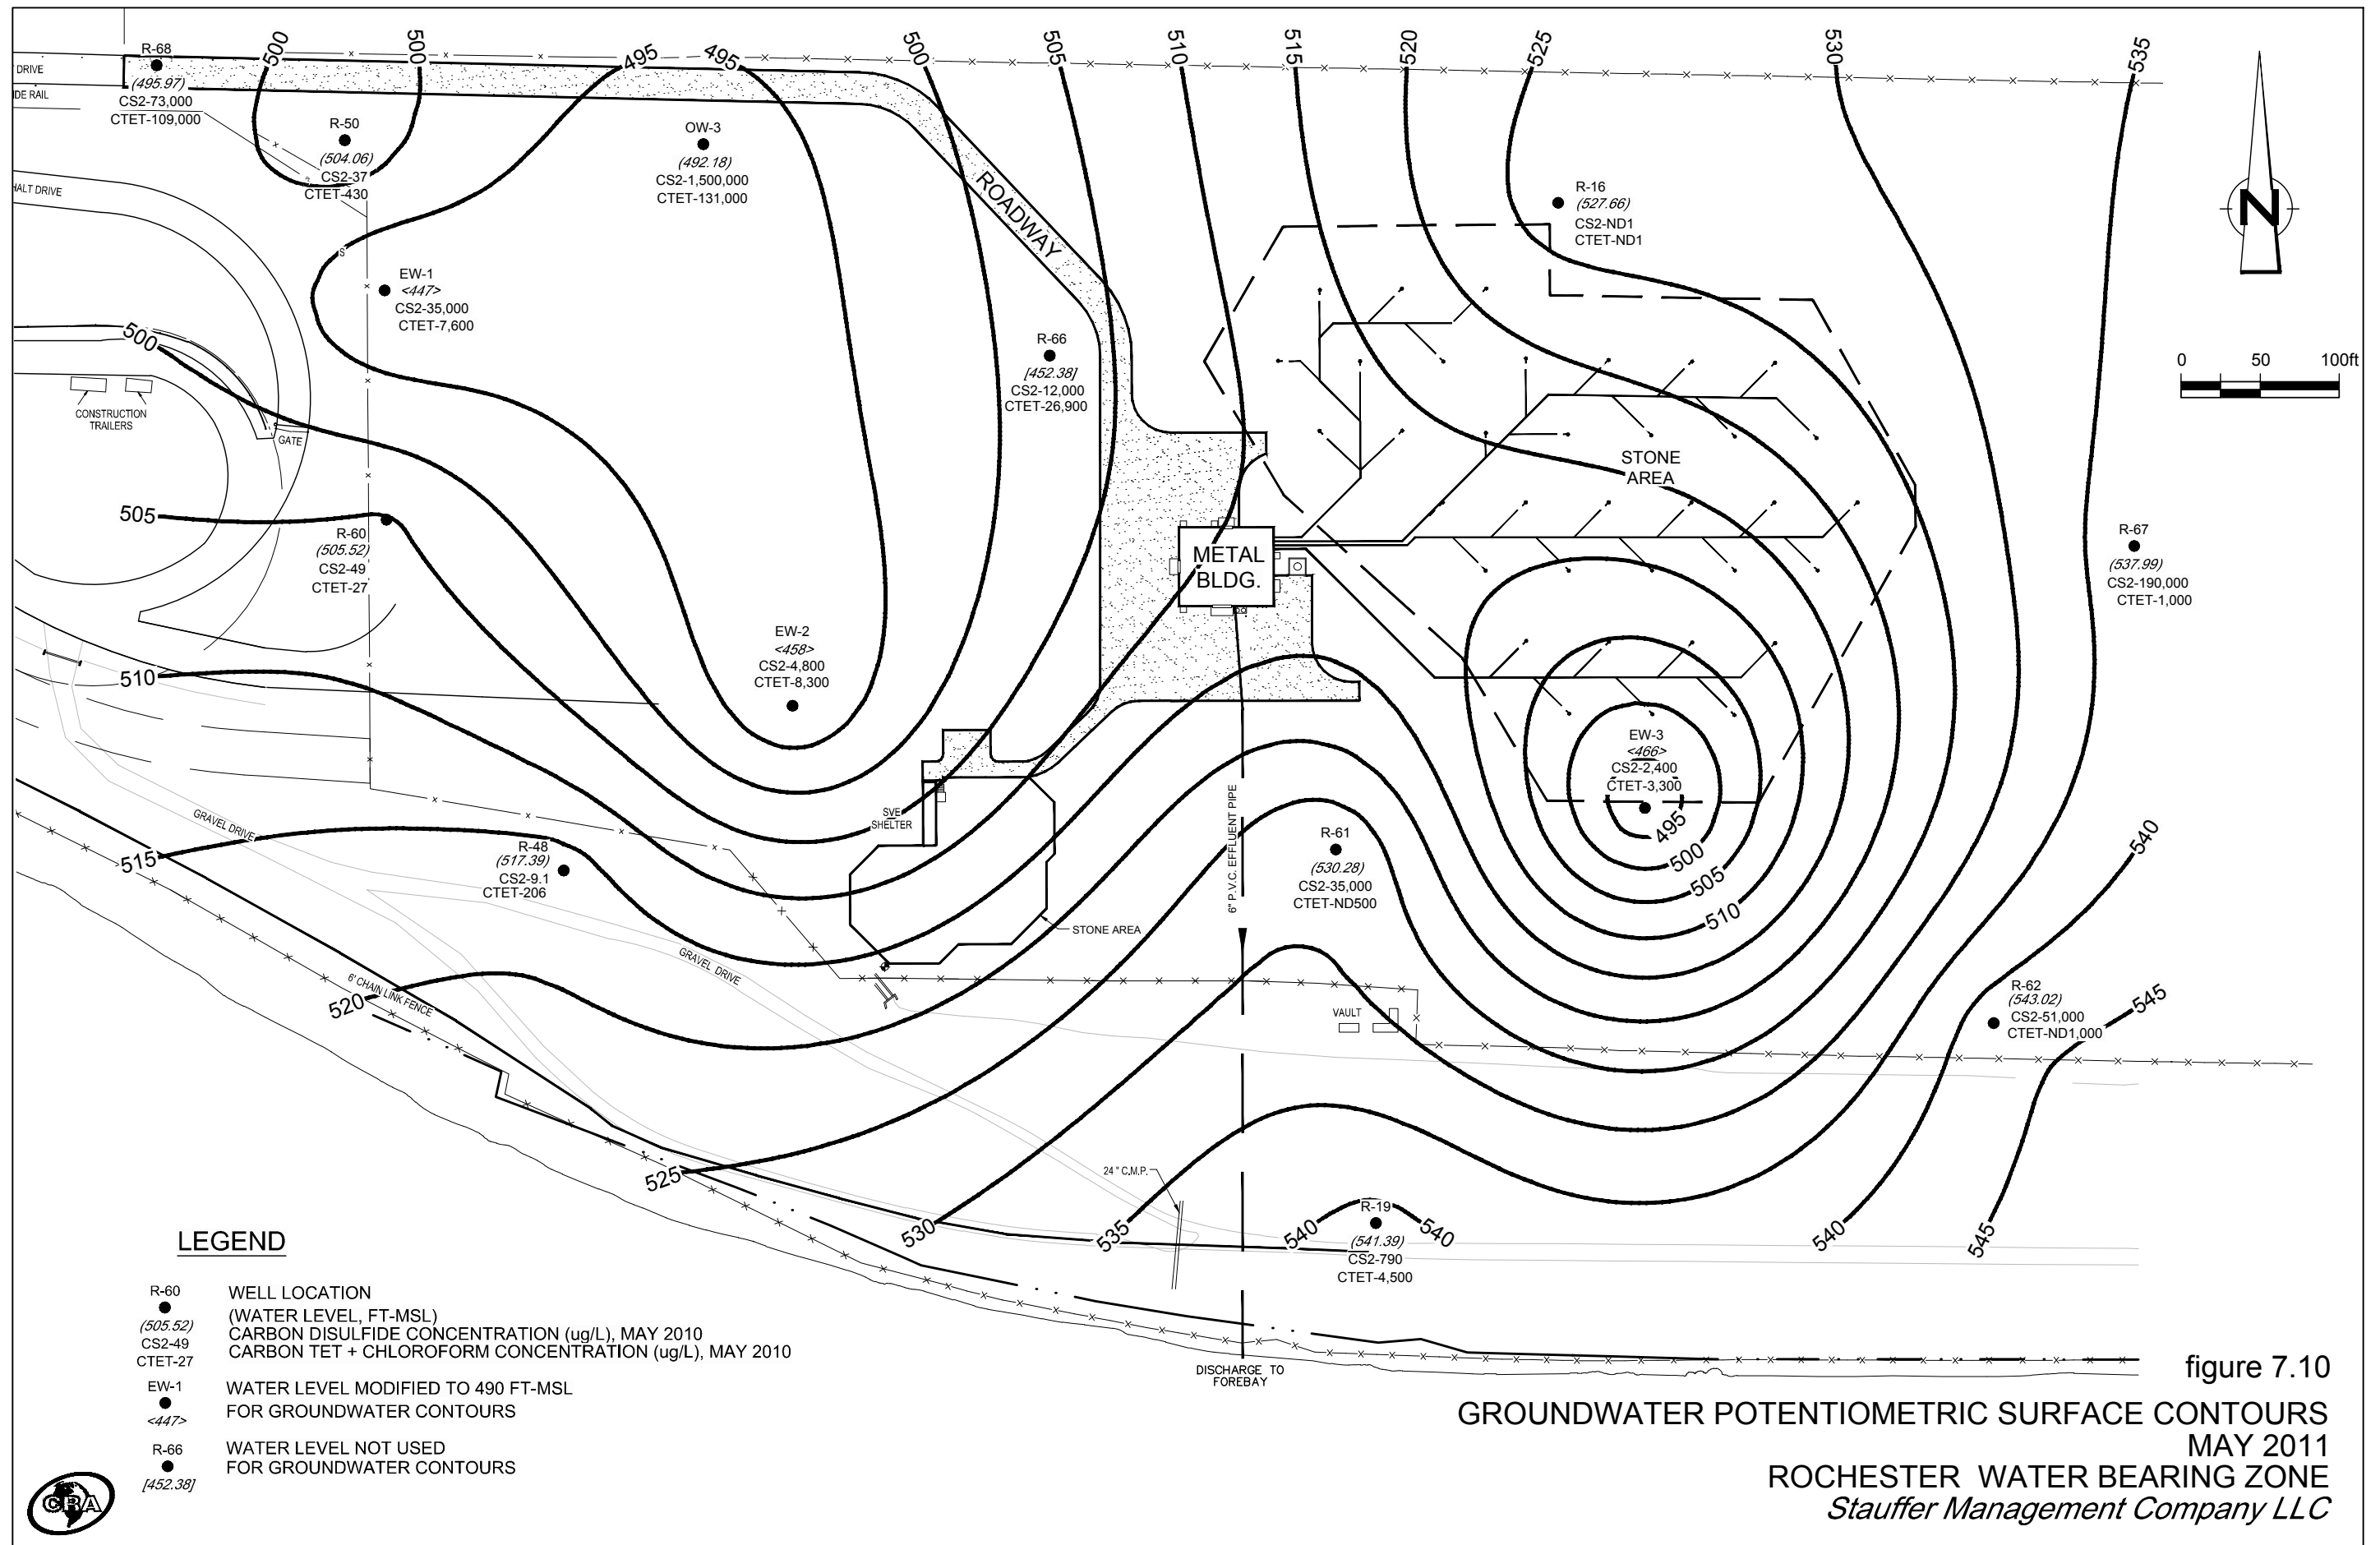 500
500
495
495
500
505
510
515
520
525
530
535
R-68
(495.97)
CS2-73,000
CTET-109,000
DRIVE
IDE RAIL
HALT DRIVE
R-50
(504.06)
CS2-37
CTET-430
OW-3
(492.18)
CS2-1,500,000
CTET-131,000
ROADWAY
R-16
(527.66)
CS2-ND1
CTET-ND1
N
0 50 100ft
S
EW-1
<447>
CS2-35,000
CTET-7,600
500
CONSTRUCTION
TRAILERS
GATE
R-66
[452.38]
CS2-12,000
CTET-26,900
STONE
AREA
505
R-60
(505.52)
CS2-49
CTET-27
METAL
BLDG.
R-67
(537.99)
CS2-190,000
CTET-1,000
510
EW-2
<458>
CS2-4,800
CTET-8,300
EW-3
<466>
CS2-2,400
CTET-3,300
495
500
505
510
GRAVEL DRIVE
515
R-48
(517.39)
CS2-9.1
CTET-206
SVE
SHELTER
6" P.V.C. EFFLUENT PIPE
R-61
(530.28)
CS2-35,000
CTET-ND500
540
STONE AREA
GRAVEL DRIVE
6' CHAIN LINK FENCE
520
VAULT
R-62
(543.02)
CS2-51,000
CTET-ND1,000
545
525
24 " C.M.P.
530
535
540
R-19
(541.39)
CS2-790
CTET-4,500
540
540
545
DISCHARGE TO
FOREBAY
LEGEND
R-60
(505.52)
CS2-49
CTET-27
WELL LOCATION
(WATER LEVEL, FT-MSL)
CARBON DISULFIDE CONCENTRATION (ug/L), MAY 2010
CARBON TET + CHLOROFORM CONCENTRATION (ug/L), MAY 2010
EW-1
<447>
WATER LEVEL MODIFIED TO 490 FT-MSL
FOR GROUNDWATER CONTOURS
R-66
[452.38]
WATER LEVEL NOT USED
FOR GROUNDWATER CONTOURS
CRA
figure 7.10
GROUNDWATER POTENTIOMETRIC SURFACE CONTOURS
MAY 2011
ROCHESTER WATER BEARING ZONE
Stauffer Management Company LLC